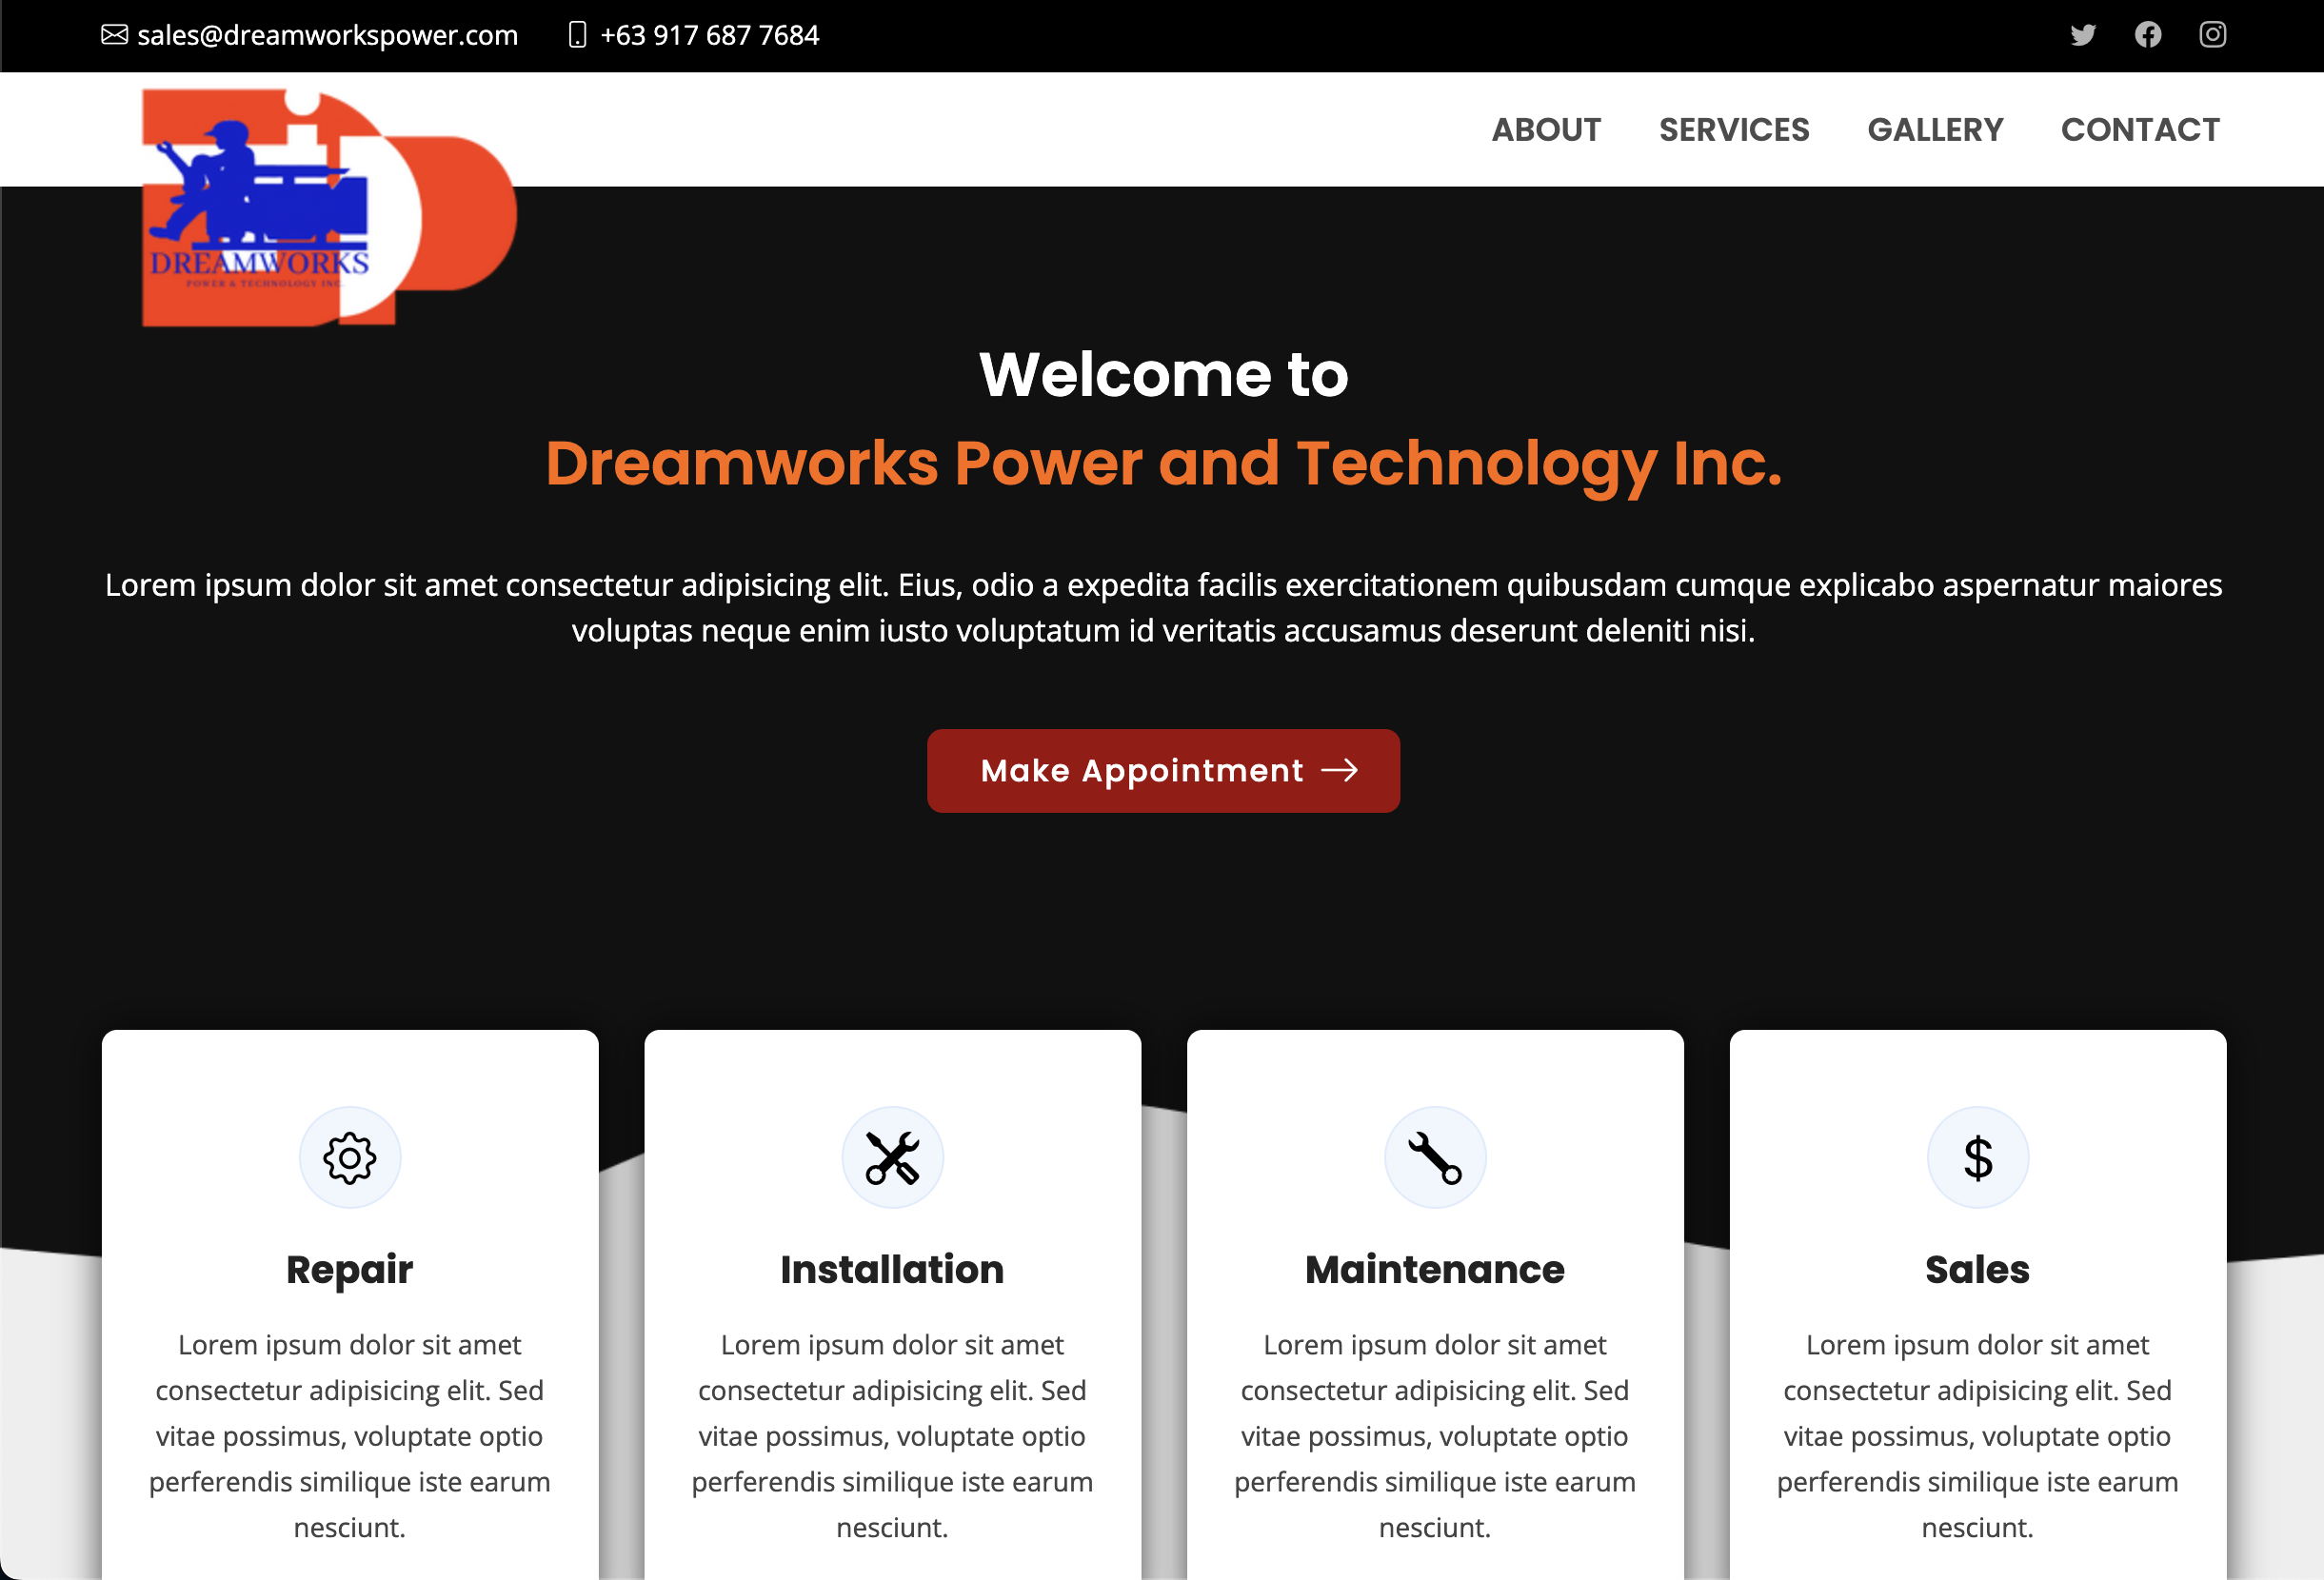 sales@dreamworkspower.com +63 917 687 7684
ABOUT SERVICES GALLERY CONTACT
DREAMWORKS
POWER & TECHNOLOGY INC.
Welcome to
Dreamworks Power and Technology Inc.
Lorem ipsum dolor sit amet consectetur adipisicing elit. Eius, odio a expedita facilis exercitationem quibusdam cumque explicabo aspernatur maiores
voluptas neque enim iusto voluptatum id veritatis accusamus deserunt deleniti nisi.
Make Appointment
Repair
Lorem ipsum dolor sit amet
consectetur adipisicing elit. Sed
vitae possimus, voluptate optio
perferendis similique iste earum
nesciunt.
Installation
Lorem ipsum dolor sit amet
consectetur adipisicing elit. Sed
vitae possimus, voluptate optio
perferendis similique iste earum
nesciunt.
Maintenance
Lorem ipsum dolor sit amet
consectetur adipisicing elit. Sed
vitae possimus, voluptate optio
perferendis similique iste earum
nesciunt.
$
Sales
Lorem ipsum dolor sit amet
consectetur adipisicing elit. Sed
vitae possimus, voluptate optio
perferendis similique iste earum
nesciunt.